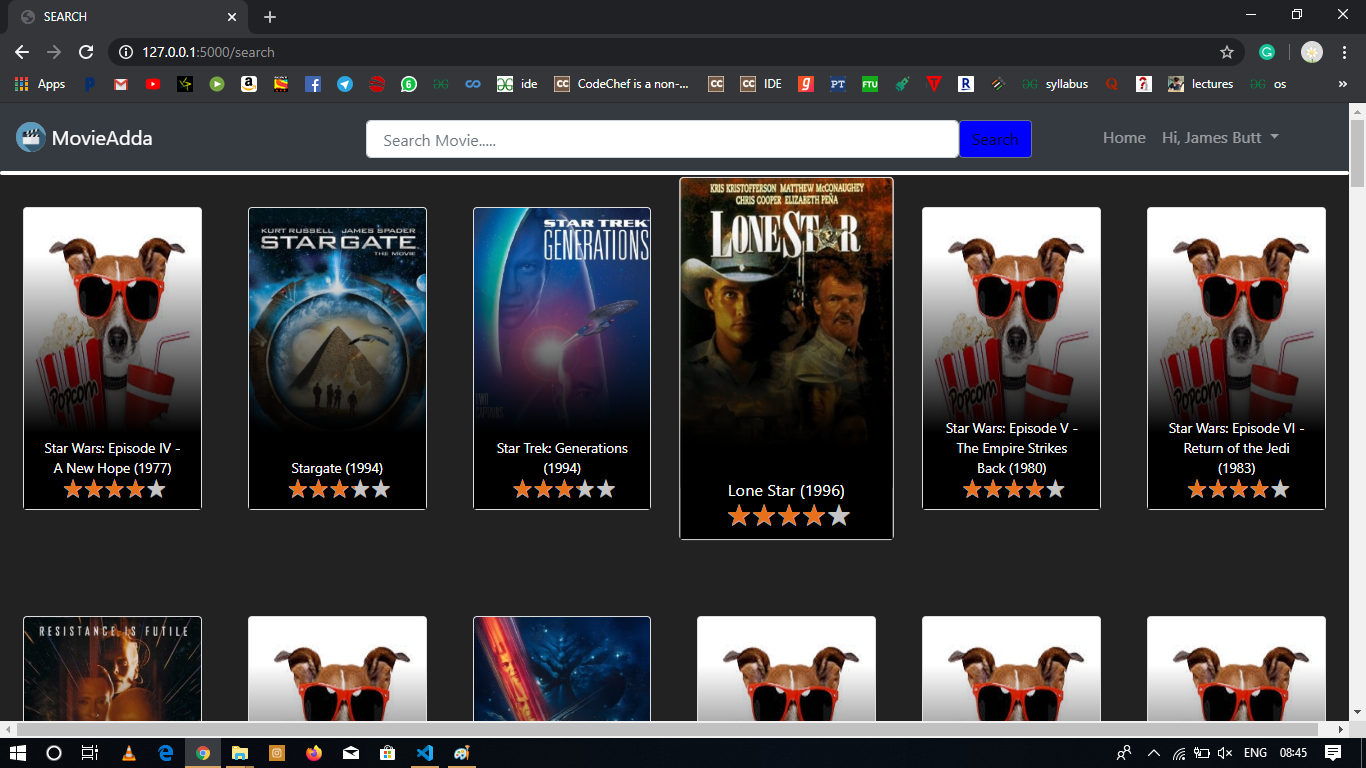 SEARCH
127.0.0.1:5000/search
Apps
ide
CodeChef is a non-...
IDE
syllabus
lectures
os
MovieAdda
Search Movie.....
Search
Home
Hi, James Butt
Star Wars: Episode IV -
A New Hope (1977)
KURT RUSSELL JAMES SPADER
STARGATE
THE MOVIE
Stargate (1994)
STAR TREK
GENERATIONS
TWO
CAPTAINS
Star Trek: Generations
(1994)
KRIS KRISTOFFERSON MATTHEW McCONAUGHEY
CHRIS COOPER ELIZABETH PEÑA
LONE STAR
Lone Star (1996)
POPCORN
Star Wars: Episode V -
The Empire Strikes
Back (1980)
POPCORN
Star Wars: Episode VI -
Return of the Jedi
(1983)
POPCORN
RESISTANCE IS FUTILE
ENG
08:45